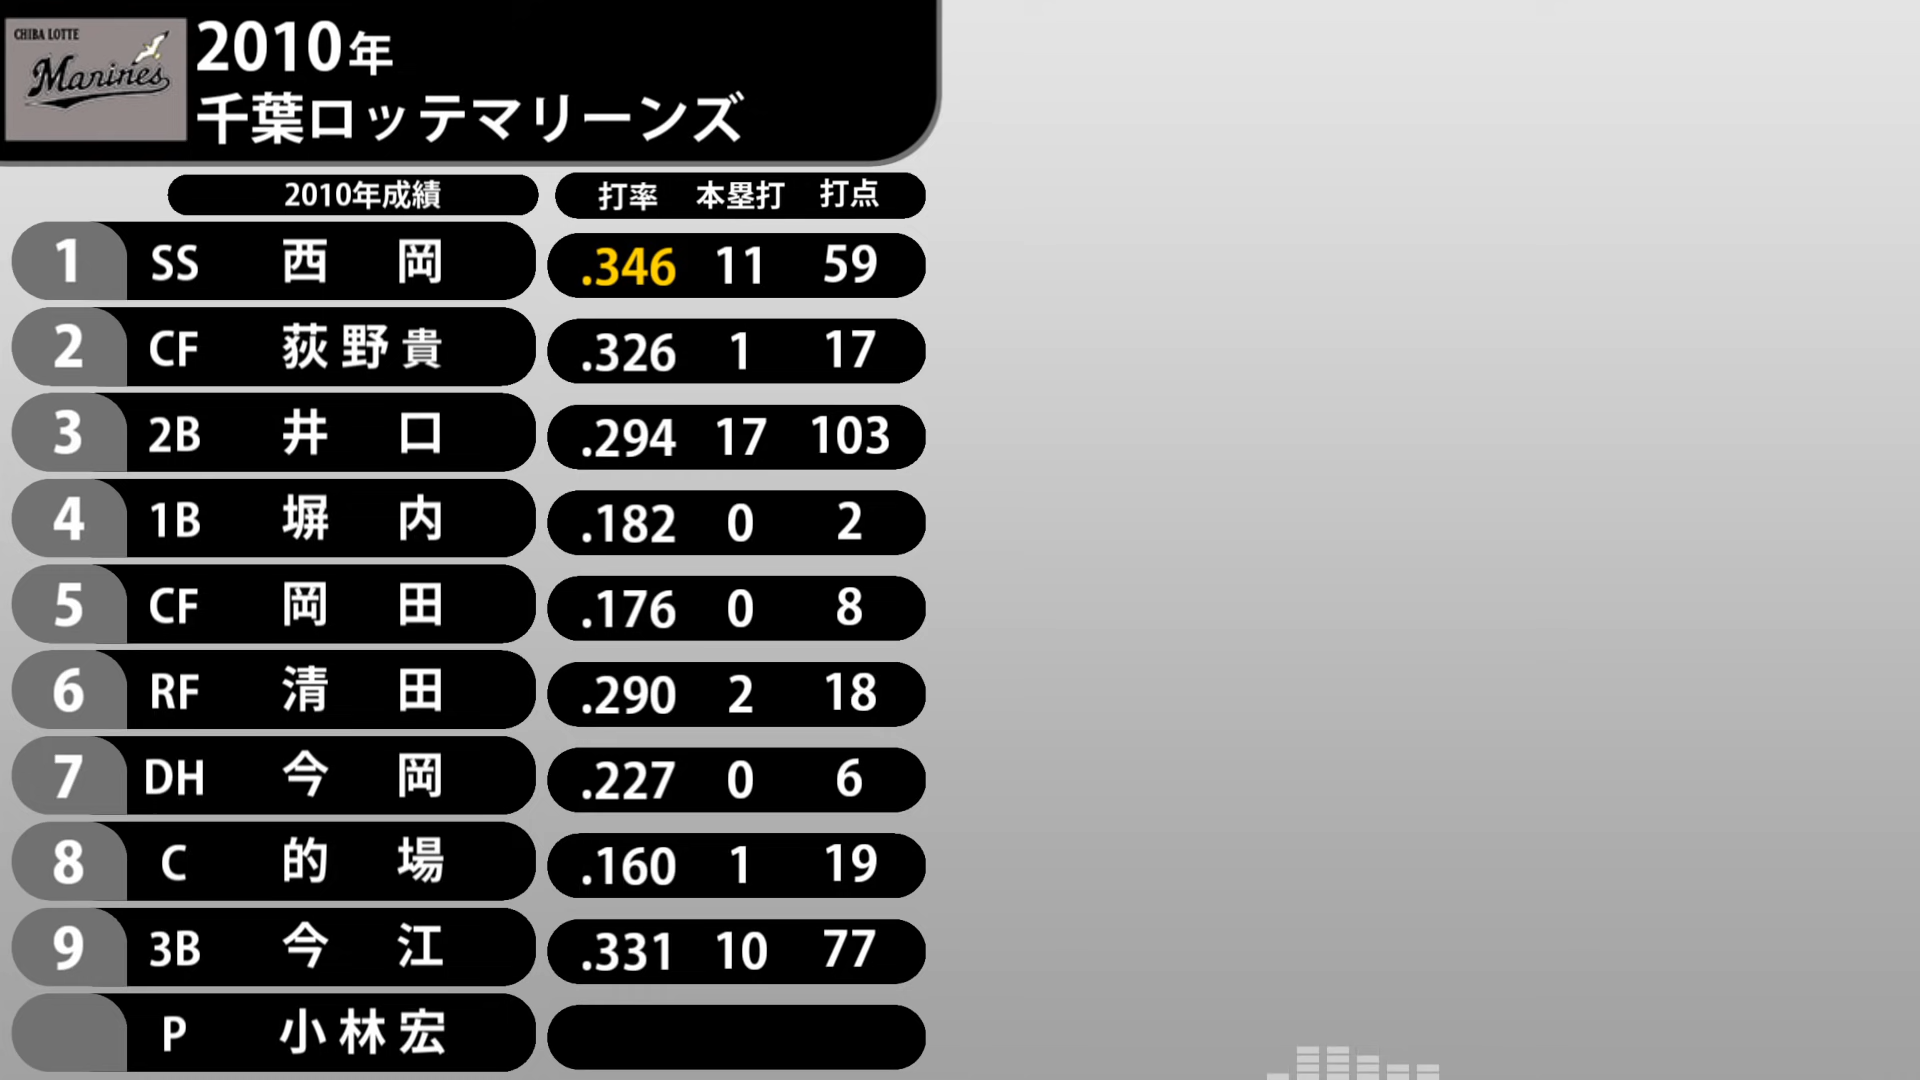 CHIBA LOTTE
Marines
2010年
千葉ロッテマリーンズ
2010年成績 打率 本塁打 打点
1 SS 西岡 .346 11 59
2 CF 荻野貴 .326 1 17
3 2B 井口 .294 17 103
4 1B 塀内 .182 0 2
5 CF 岡田 .176 0 8
6 RF 清田 .290 2 18
7 DH 今岡 .227 0 6
8 C 的場 .160 1 19
9 3B 今江 .331 10 77
P 小林宏